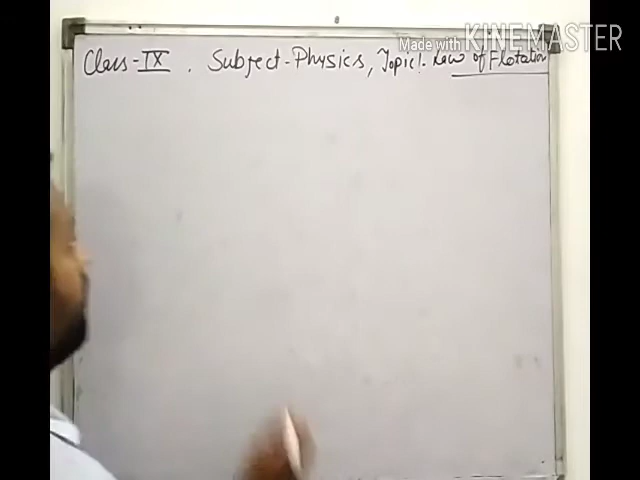 Class-IX. Subject-Physics, Topic:- Law of Flotation
Made with KINEMASTER